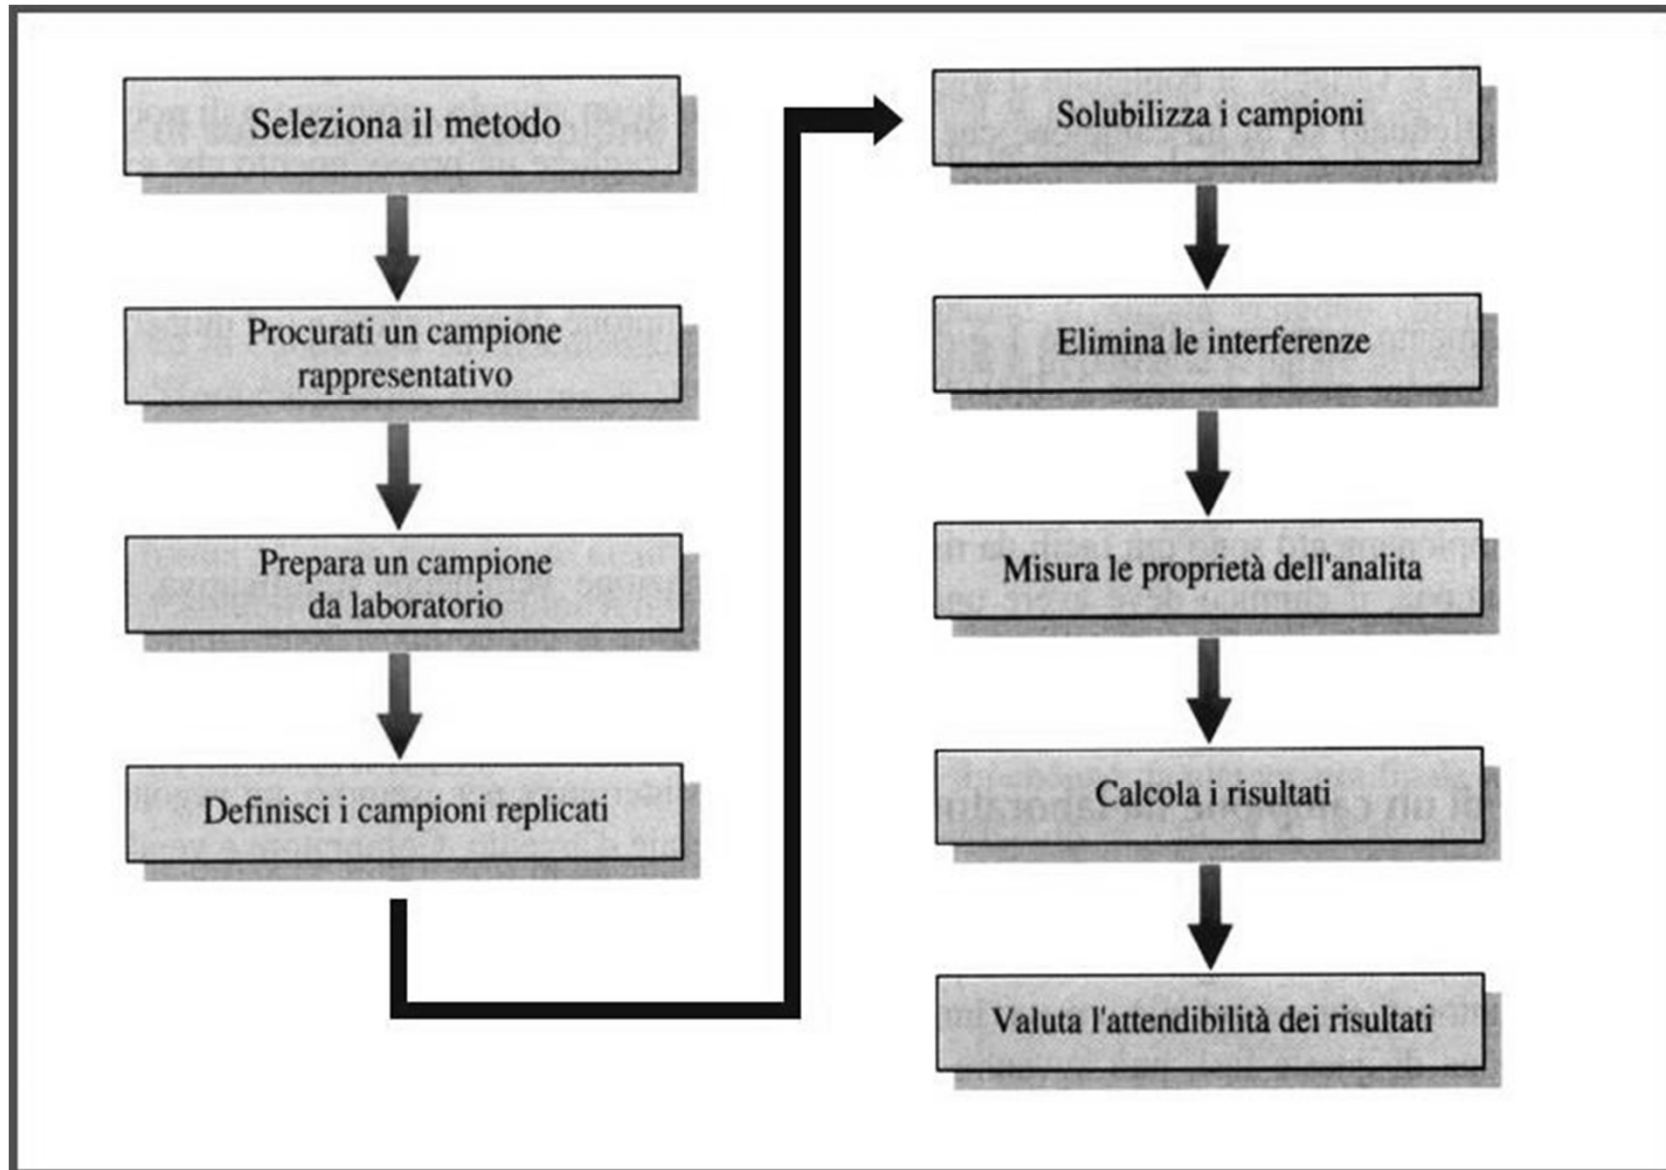 Seleziona il metodo
Procurati un campione
rappresentativo
Prepara un campione
da laboratorio
Definisci i campioni replicati
Solubilizza i campioni
Elimina le interferenze
Misura le proprietà dell'analita
Calcola i risultati
Valuta l'attendibilità dei risultati